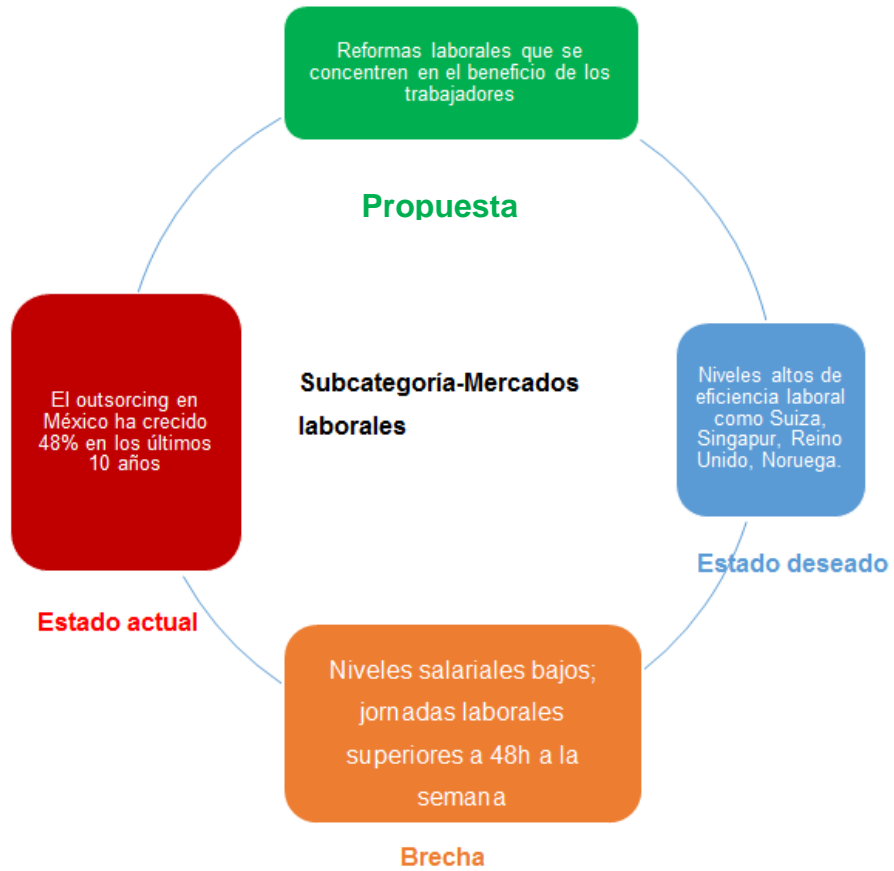 Reformas laborales que se
concentren en el beneficio de los
trabajadores
Propuesta
El outsorcing en
México ha crecido
48% en los últimos
10 años
Estado actual
Subcategoría-Mercados
laborales
Niveles altos de
eficiencia laboral
como Suiza,
Singapur, Reino
Unido, Noruega.
Estado deseado
Niveles salariales bajos;
jornadas laborales
superiores a 48h a la
semana
Brecha